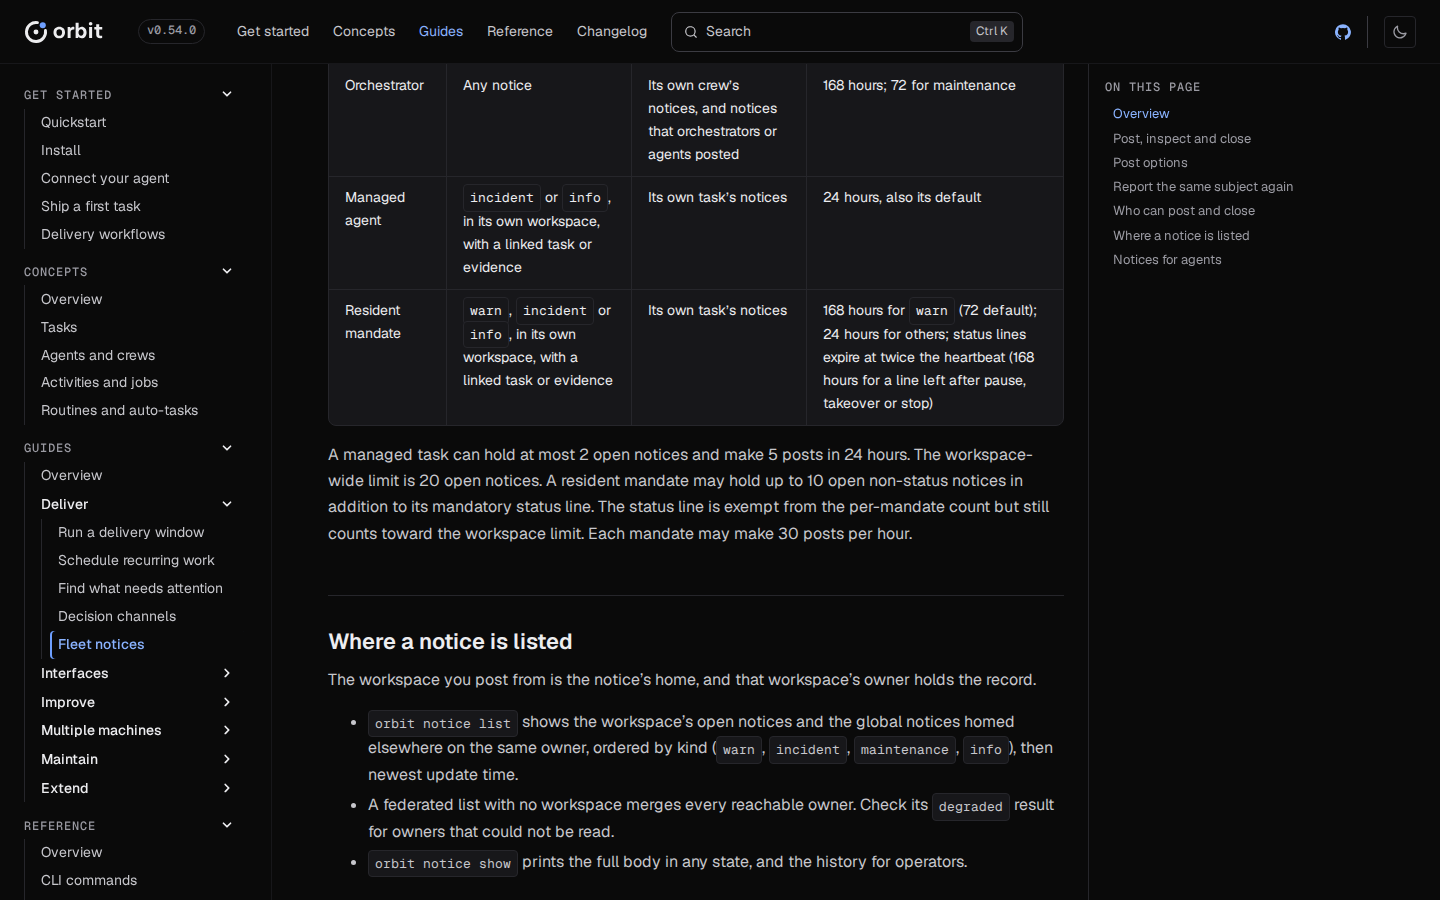 orbit
v0.54.0
Get started
Concepts
Guides
Reference
Changelog
Search
Ctrl K
GET STARTED
Quickstart
Install
Connect your agent
Ship a first task
Delivery workflows
CONCEPTS
Overview
Tasks
Agents and crews
Activities and jobs
Routines and auto-tasks
GUIDES
Overview
Deliver
Run a delivery window
Schedule recurring work
Find what needs attention
Decision channels
Fleet notices
Interfaces
Improve
Multiple machines
Maintain
Extend
REFERENCE
Overview
CLI commands
Orchestrator
Any notice
Its own crew's
notices, and notices
that orchestrators or
agents posted
168 hours; 72 for maintenance
Managed
agent
incident or info,
in its own workspace,
with a linked task or
evidence
Its own task's notices
24 hours, also its default
Resident
mandate
warn, incident or
info, in its own
workspace, with a
linked task or evidence
Its own task's notices
168 hours for warn (72 default);
24 hours for others; status lines
expire at twice the heartbeat (168
hours for a line left after pause,
takeover or stop)
A managed task can hold at most 2 open notices and make 5 posts in 24 hours. The workspace-
wide limit is 20 open notices. A resident mandate may hold up to 10 open non-status notices in
addition to its mandatory status line. The status line is exempt from the per-mandate count but still
counts toward the workspace limit. Each mandate may make 30 posts per hour.
Where a notice is listed
The workspace you post from is the notice's home, and that workspace's owner holds the record.
• orbit notice list shows the workspace's open notices and the global notices homed
elsewhere on the same owner, ordered by kind (warn, incident, maintenance, info), then
newest update time.
• A federated list with no workspace merges every reachable owner. Check its degraded result
for owners that could not be read.
• orbit notice show prints the full body in any state, and the history for operators.
ON THIS PAGE
Overview
Post, inspect and close
Post options
Report the same subject again
Who can post and close
Where a notice is listed
Notices for agents